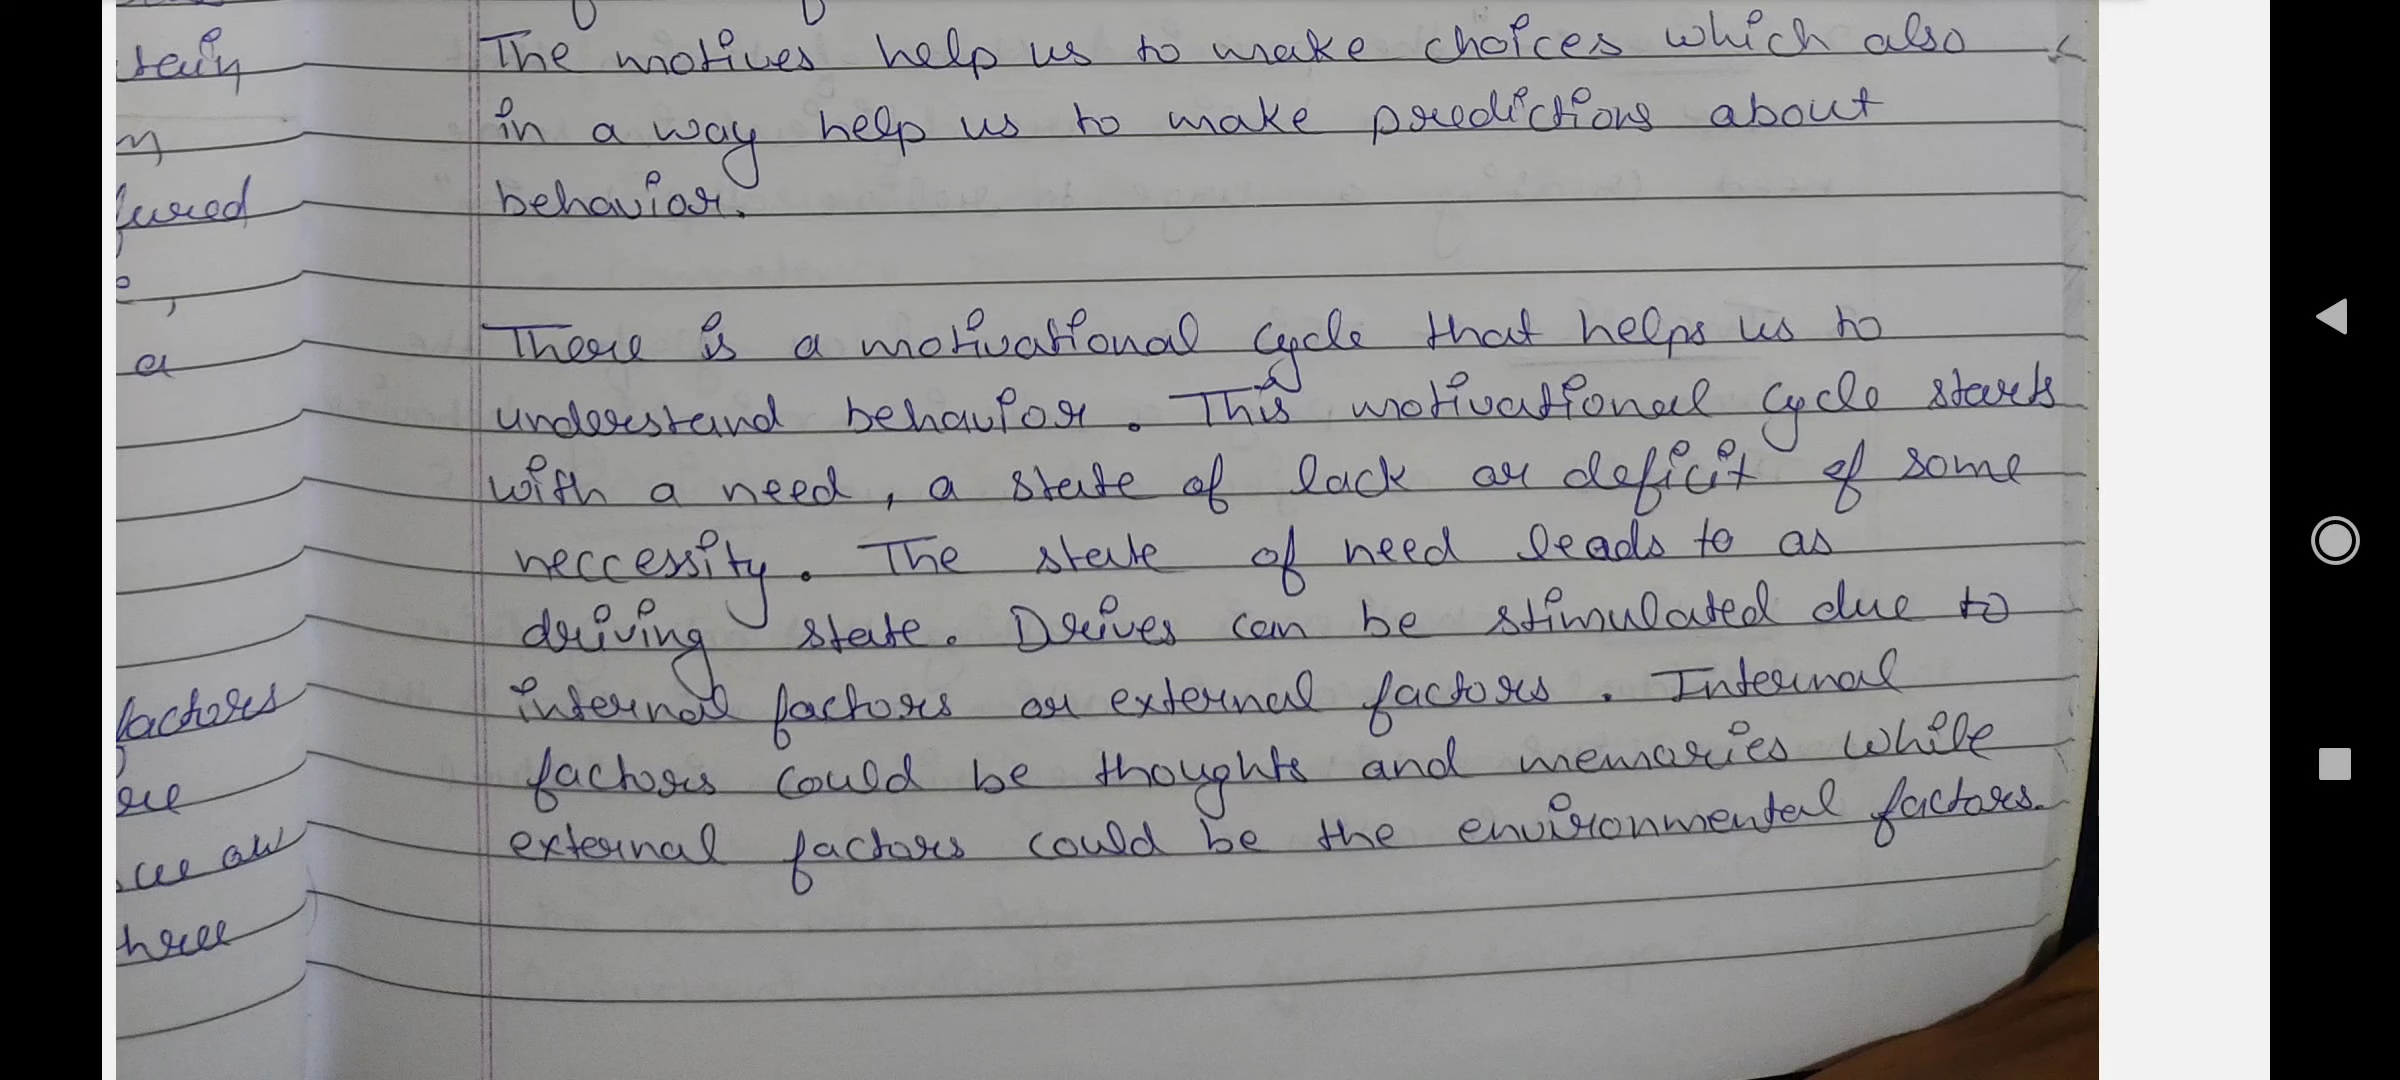 The motives help us to make choices which also
in a way help us to make predictions about
behavior.
There is a motivational cycle that helps us to
understand behavior. This motivational cycle starts
with a need, a state of lack or deficit of some
neccessity. The state of need leads to as
driving state. Drives can be stimulated due to
internal factors or external factors. Internal
factors could be thoughts and memories while
external factors could be the environmental factors.
a
factors